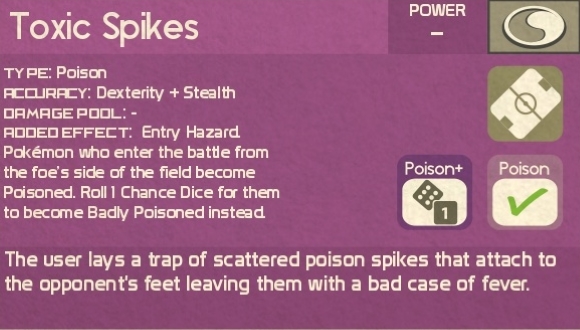 Toxic Spikes
POWER
–
TYPE: Poison
ACCURACY: Dexterity + Stealth
DAMAGE POOL: -
ADDED EFFECT: Entry Hazard.
Pokémon who enter the battle from
the foe's side of the field become
Poisoned. Roll 1 Chance Dice for them
to become Badly Poisoned instead.
Poison+
1
Poison
The user lays a trap of scattered poison spikes that attach to
the opponent's feet leaving them with a bad case of fever.